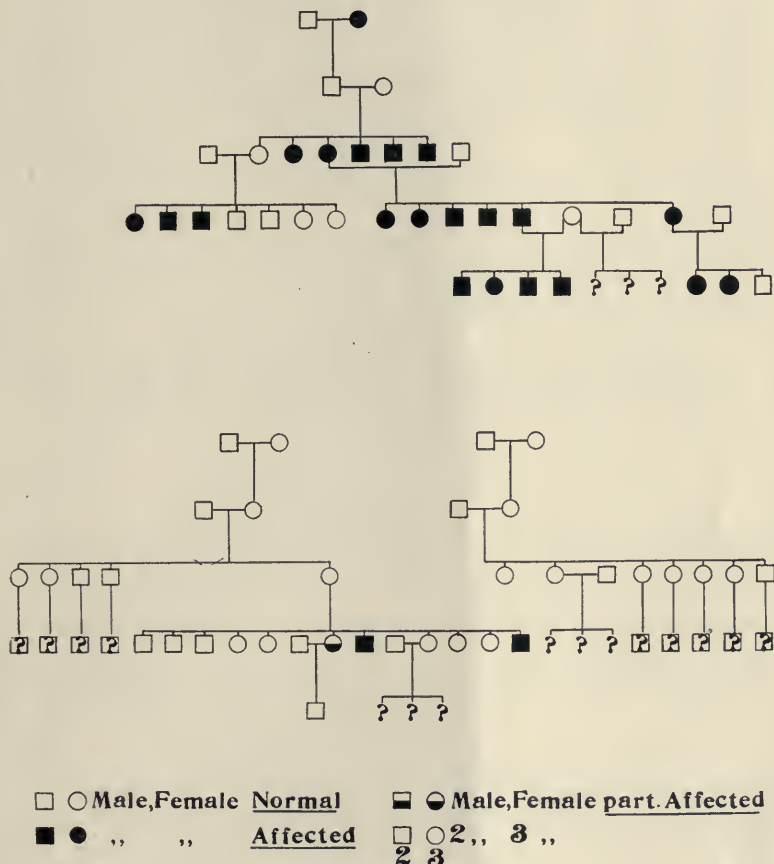 ? ? ?
? ? ? ? ? ? ? ? ? ? ? ?
? ? ?
Male,Female Normal Male,Female part. Affected
,, ,, Affected 2 ,, 3 ,,
2 3